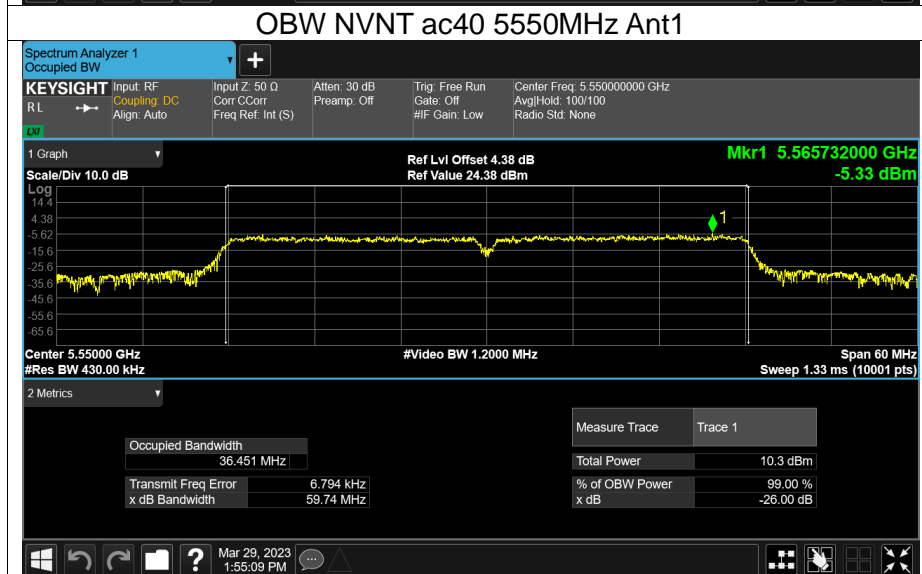 OBW NVNT ac40 5550MHz Ant1
Spectrum Analyzer 1
Occupied BW
+
KEYSIGHT
R L
LXI
Input: RF
Coupling: DC
Align: Auto
Input Z: 50 Ω
Corr CCorr
Freq Ref: Int (S)
Atten: 30 dB
Preamp: Off
Trig: Free Run
Gate: Off
#IF Gain: Low
Center Freq: 5.550000000 GHz
Avg|Hold: 100/100
Radio Std: None
1 Graph
Scale/Div 10.0 dB
Ref Lvl Offset 4.38 dB
Ref Value 24.38 dBm
Mkr1 5.565732000 GHz
-5.33 dBm
Log
14.4
4.38
-5.62
-15.6
-25.6
-35.6
-45.6
-55.6
-65.6
1
Center 5.55000 GHz
#Res BW 430.00 kHz
#Video BW 1.2000 MHz
Span 60 MHz
Sweep 1.33 ms (10001 pts)
2 Metrics
Occupied Bandwidth
36.451 MHz
Transmit Freq Error 6.794 kHz
x dB Bandwidth 59.74 MHz
Measure Trace Trace 1
Total Power 10.3 dBm
% of OBW Power 99.00 %
x dB -26.00 dB
?
Mar 29, 2023
1:55:09 PM